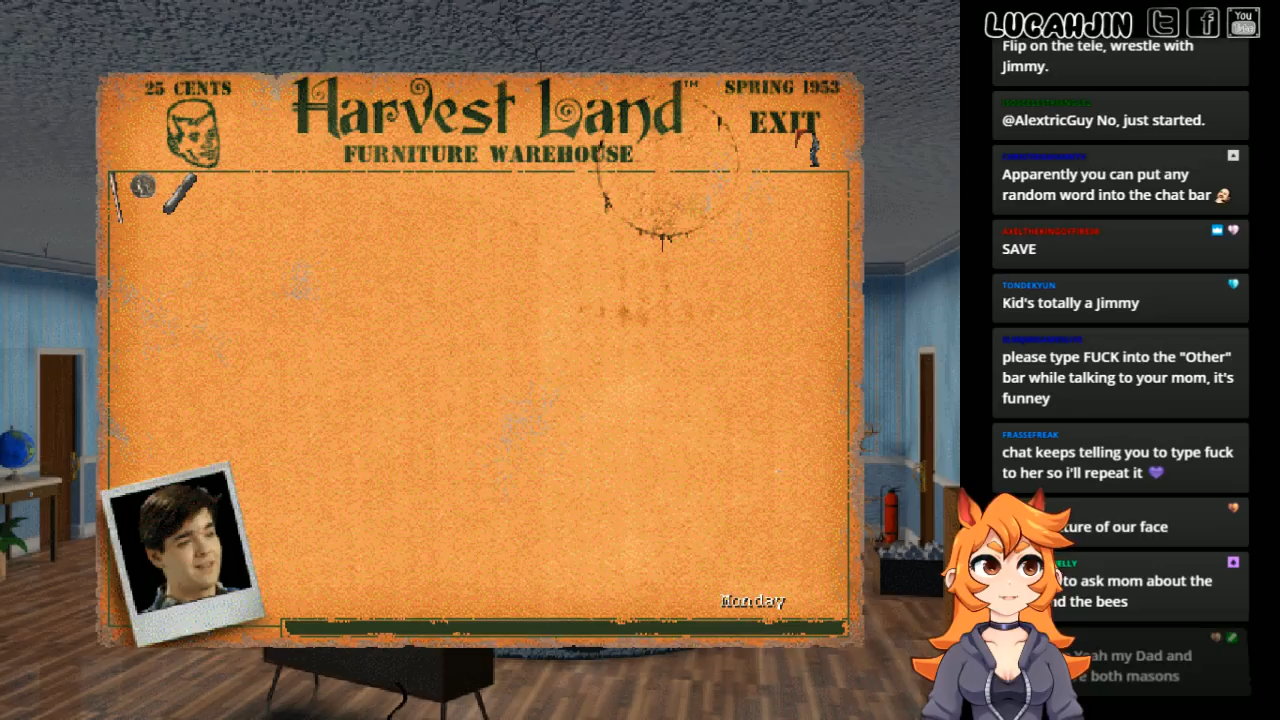 25 CENTS
Harvest Land™
SPRING 1953
EXIT
FURNITURE WAREHOUSE
Monday
LUCAHJIN
You
Flip on the tele, wrestle with
Jimmy.
@AlextricGuy No, just started.
Apparently you can put any
random word into the chat bar
SAVE
TONDEKYUN
Kid's totally a Jimmy
please type FUCK into the "Other"
bar while talking to your mom, it's
funney
FRASSEFREAK
chat keeps telling you to type fuck
to her so i'll repeat it
ture of our face
ELLY
to ask mom about the
nd the bees
Yeah my Dad and
e both masons